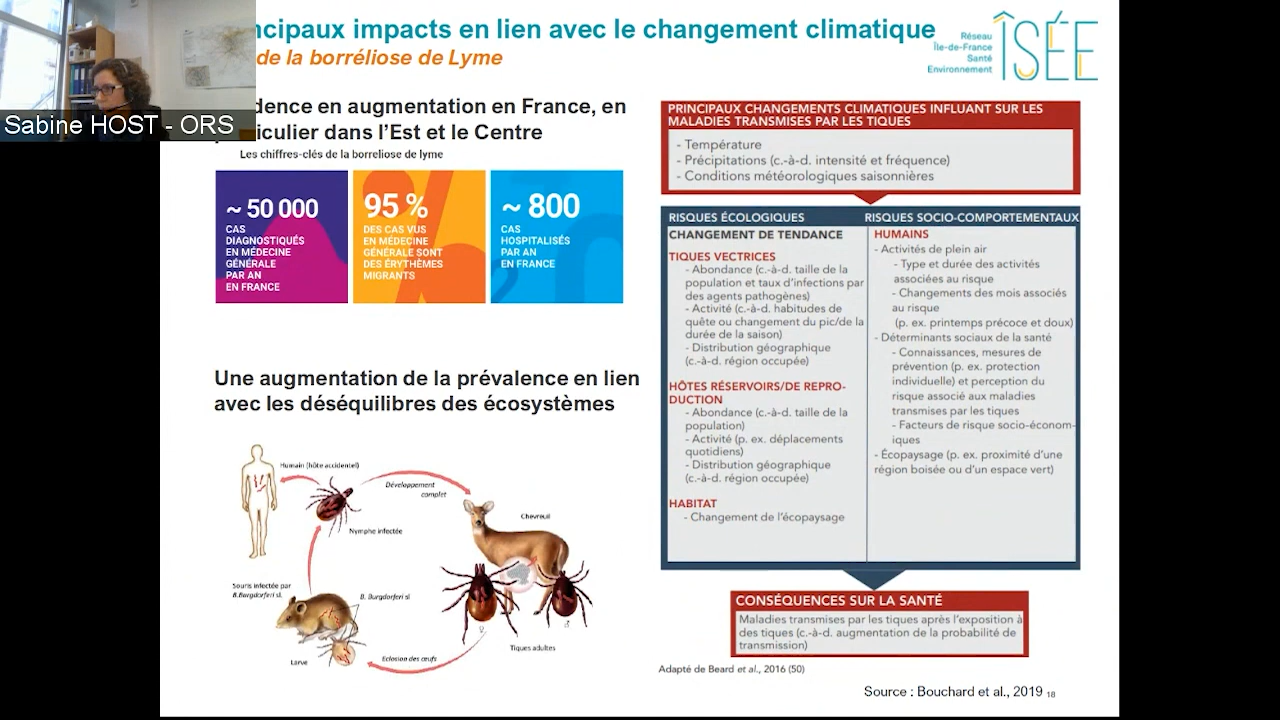 ncipaux impacts en lien avec le changement climatique
de la borréliose de Lyme
Réseau
Île-de-France
Santé
Environnement
ÎSÉE
Sabine HOST - ORS
dence en augmentation en France, en
iculier dans l'Est et le Centre
Les chiffres-clés de la borreliose de lyme
~ 50 000
CAS
DIAGNOSTIQUÉS
EN MÉDECINE
GÉNÉRALE
PAR AN
EN FRANCE
95 %
DES CAS VUS
EN MÉDECINE
GÉNÉRALE SONT
DES ÉRYTHÈMES
MIGRANTS
~ 800
CAS
HOSPITALISÉS
PAR AN
EN FRANCE
Une augmentation de la prévalence en lien
avec les déséquilibres des écosystèmes
Humain (hôte accidentel)
Développement
complet
Nymphe infectée
Chevreuil
Souris infectée par
B.Burgdorferi sl.
B. Burgdorferi sl
Larve
Eclosion des œufs
Tiques adultes
♀
♂
PRINCIPAUX CHANGEMENTS CLIMATIQUES INFLUANT SUR LES
MALADIES TRANSMISES PAR LES TIQUES
- Température
- Précipitations (c.-à-d. intensité et fréquence)
- Conditions météorologiques saisonnières
RISQUES ÉCOLOGIQUES
CHANGEMENT DE TENDANCE
TIQUES VECTRICES
- Abondance (c.-à-d. taille de la
population et taux d'infections par
des agents pathogènes)
- Activité (c.-à-d. habitudes de
quête ou changement du pic/de la
durée de la saison)
- Distribution géographique
(c.-à-d. région occupée)
HÔTES RÉSERVOIRS/DE REPRO-
DUCTION
- Abondance (c.-à-d. taille de la
population)
- Activité (p. ex. déplacements
quotidiens)
- Distribution géographique
(c.-à-d. région occupée)
HABITAT
- Changement de l'écopaysage
RISQUES SOCIO-COMPORTEMENTAUX
HUMAINS
- Activités de plein air
- Type et durée des activités
associées au risque
- Changements des mois associés
au risque
(p. ex. printemps précoce et doux)
- Déterminants sociaux de la santé
- Connaissances, mesures de
prévention (p. ex. protection
individuelle) et perception du
risque associé aux maladies
transmises par les tiques
- Facteurs de risque socio-économ-
iques
- Écopaysage (p. ex. proximité d'une
région boisée ou d'un espace vert)
CONSÉQUENCES SUR LA SANTÉ
Maladies transmises par les tiques après l'exposition à
des tiques (c.-à-d. augmentation de la probabilité de
transmission)
Adapté de Beard et al., 2016 (50)
Source : Bouchard et al., 2019 18